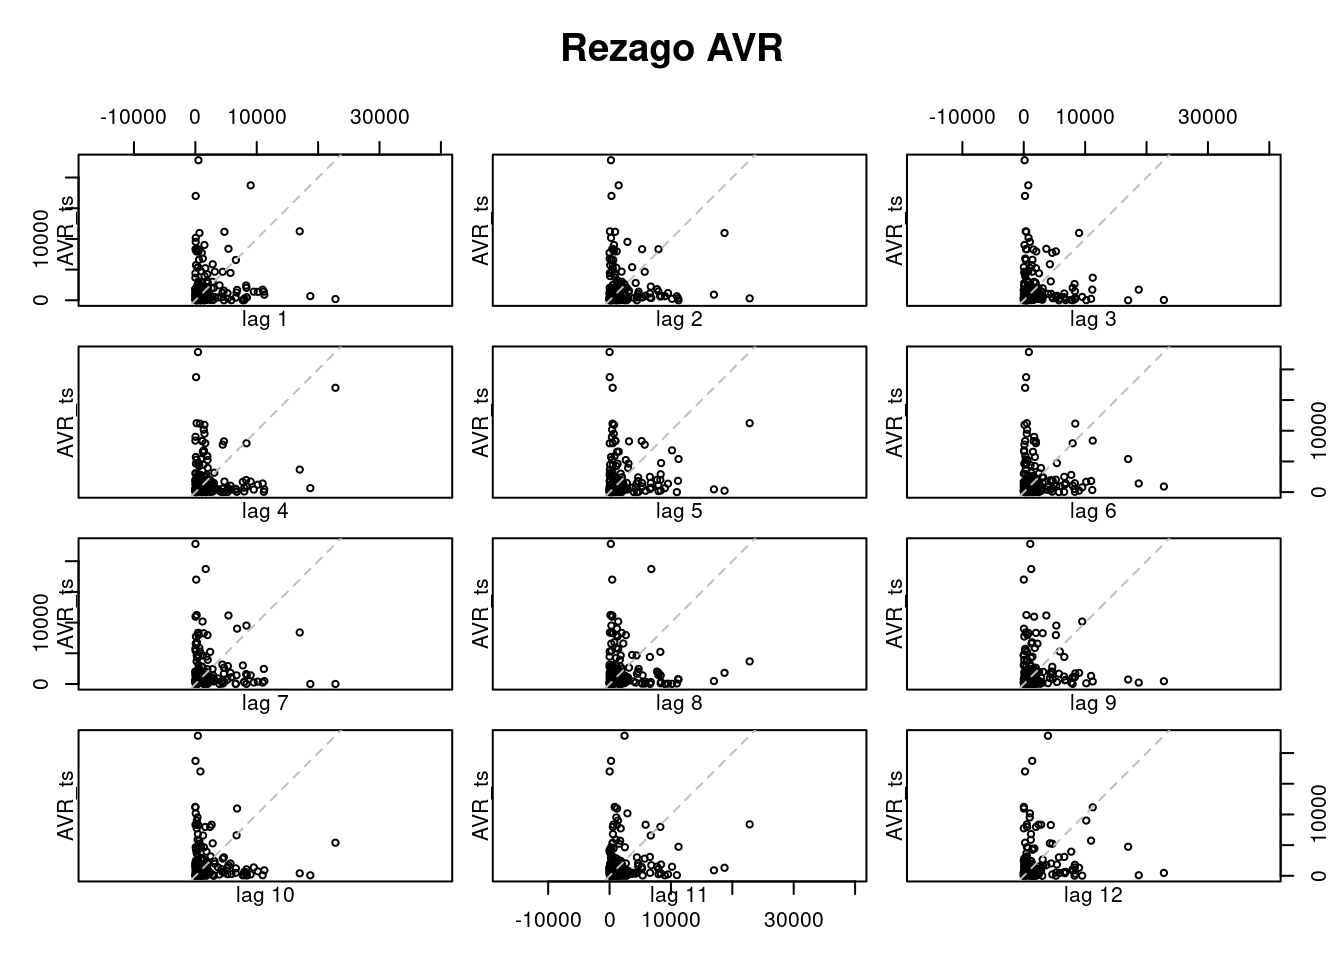 Rezago AVR
-10000 0 10000 30000
-10000 0 10000 30000
0 10000
AVR_ts
lag 1
AVR_ts
lag 2
AVR_ts
lag 3
AVR_ts
lag 4
AVR_ts
lag 5
AVR_ts
lag 6
0 10000
0 10000
AVR_ts
lag 7
AVR_ts
lag 8
AVR_ts
lag 9
AVR_ts
lag 10
AVR_ts
lag 11
AVR_ts
lag 12
0 10000
-10000 0 10000 30000